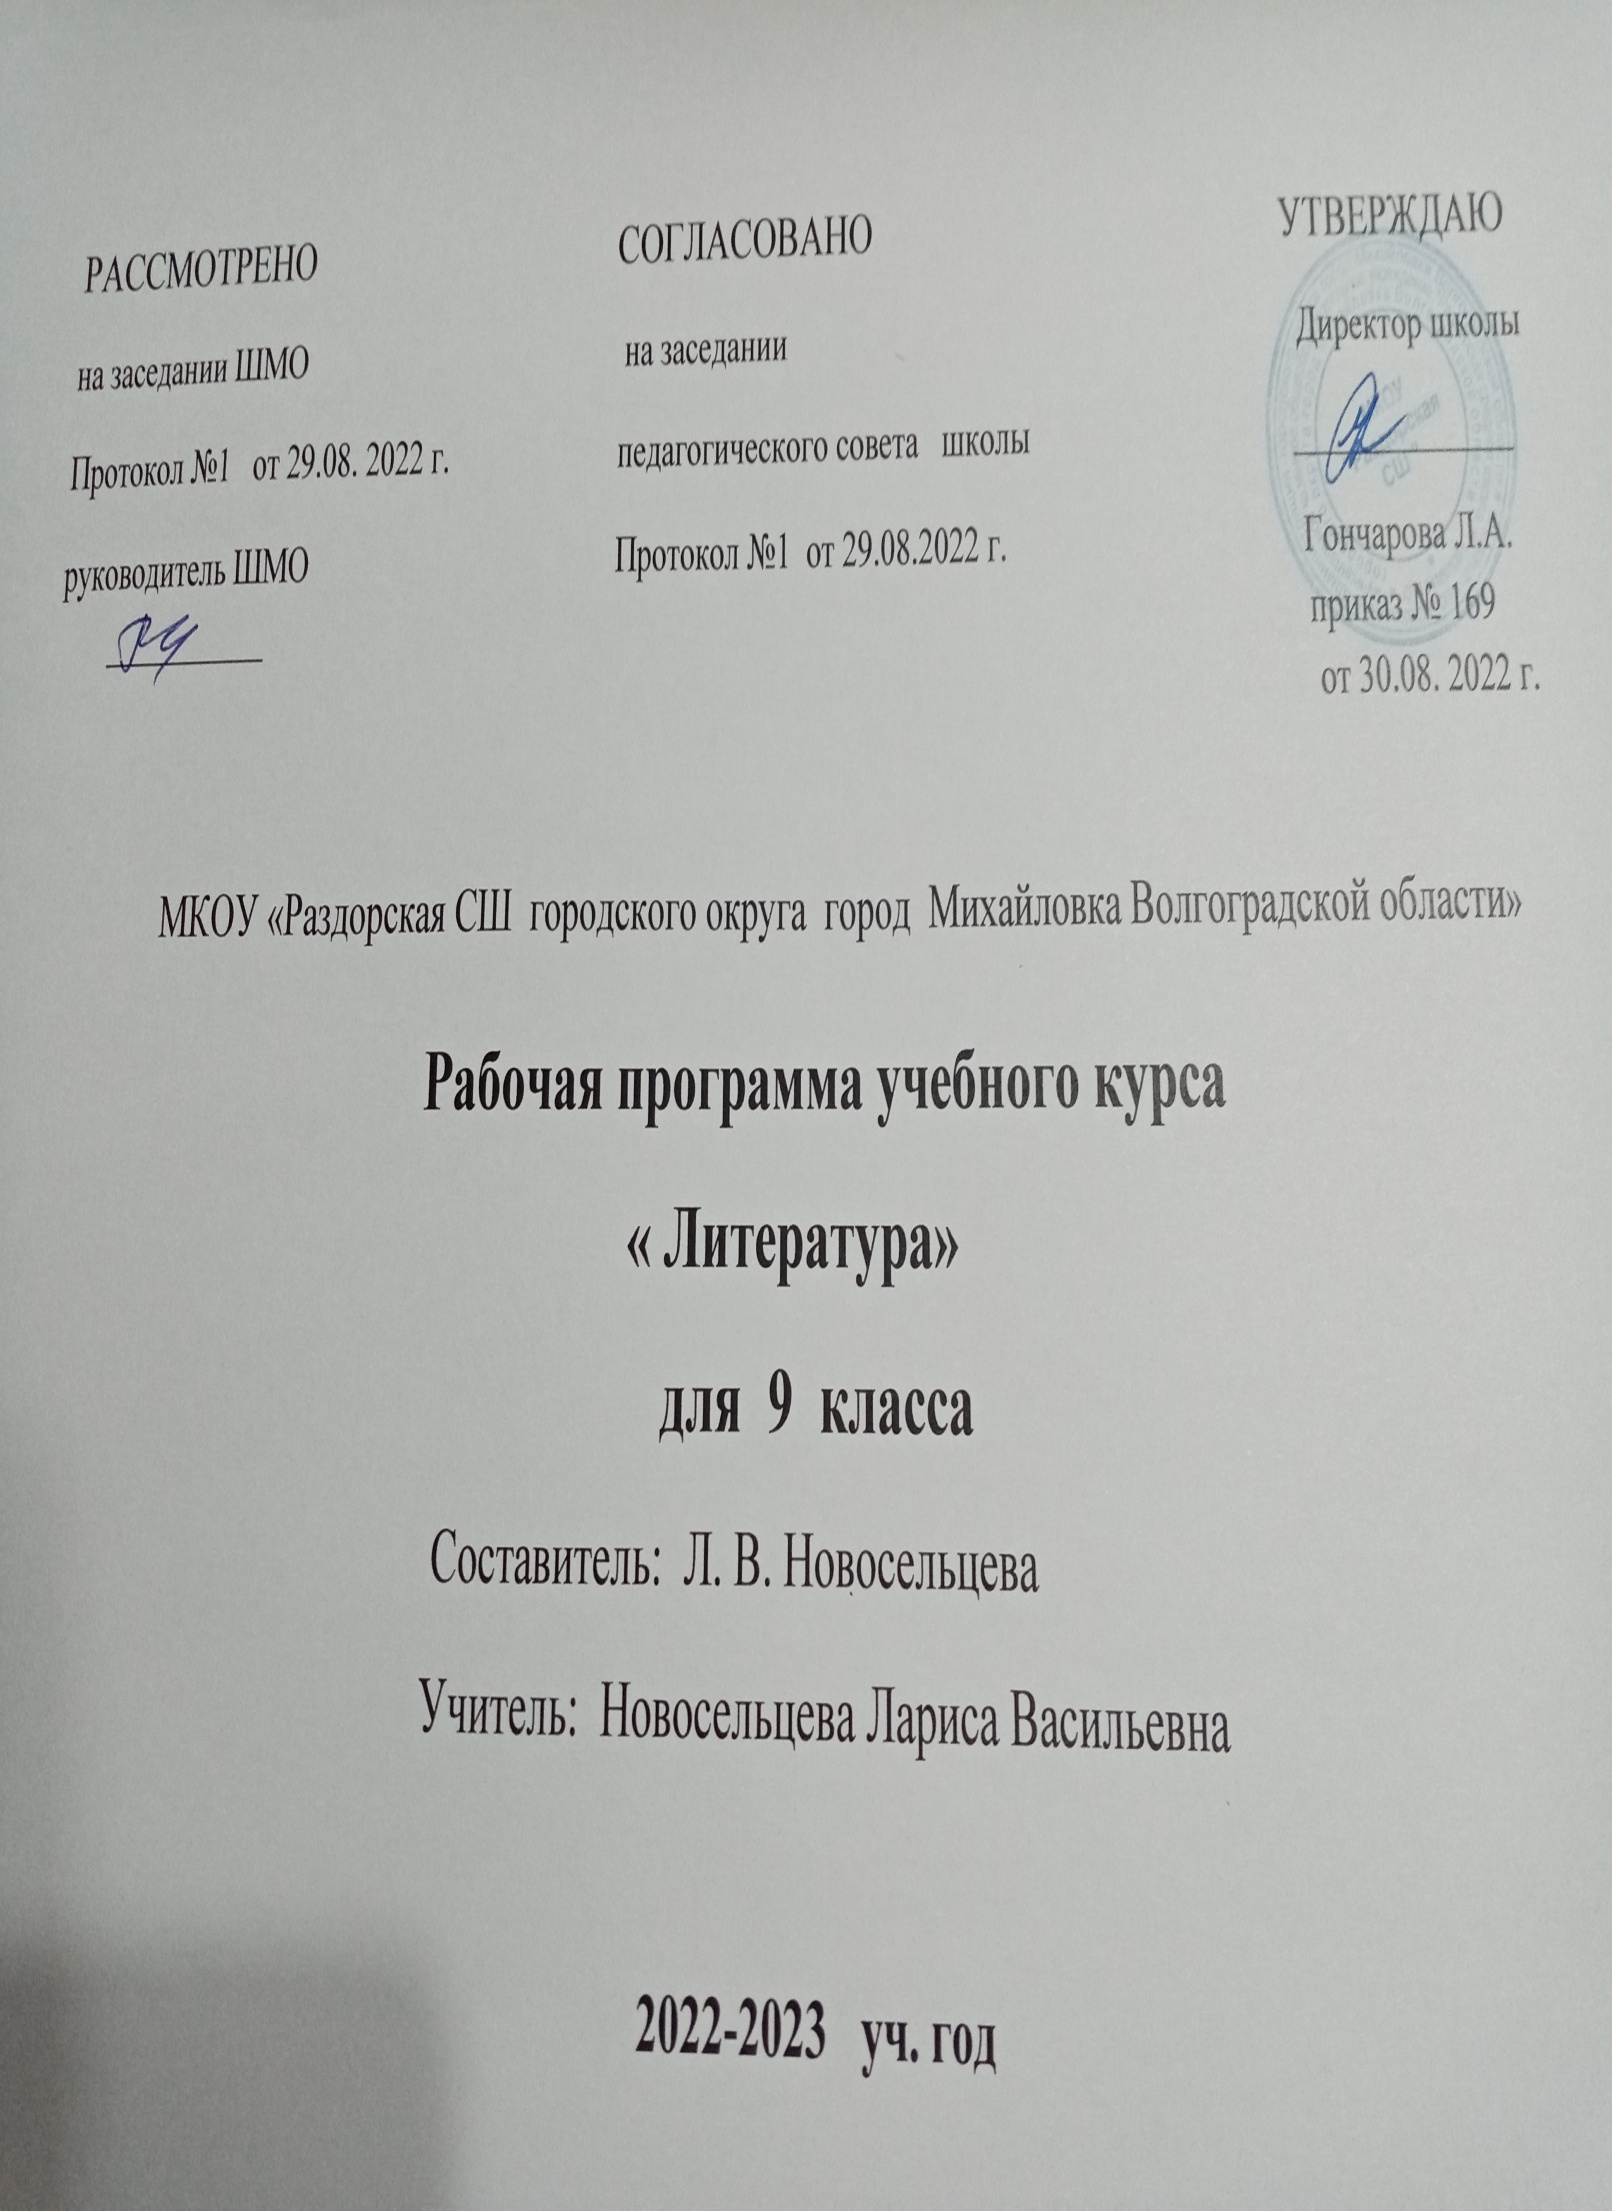 РАССМОТРЕНО
на заседании ШМО
Протокол №1 от 29.08. 2022 г.
руководитель ШМО
СОГЛАСОВАНО
на заседании
педагогического совета школы
Протокол №1 от 29.08.2022 г.
УТВЕРЖДАЮ
Директор школы
Гончарова Л.А.
приказ № 169
от 30.08. 2022 г.
МКОУ «Раздорская СШ городского округа город Михайловка Волгоградской области»
Рабочая программа учебного курса
« Литература»
для 9 класса
Составитель: Л. В. Новосельцева
Учитель: Новосельцева Лариса Васильевна
2022-2023 уч. год